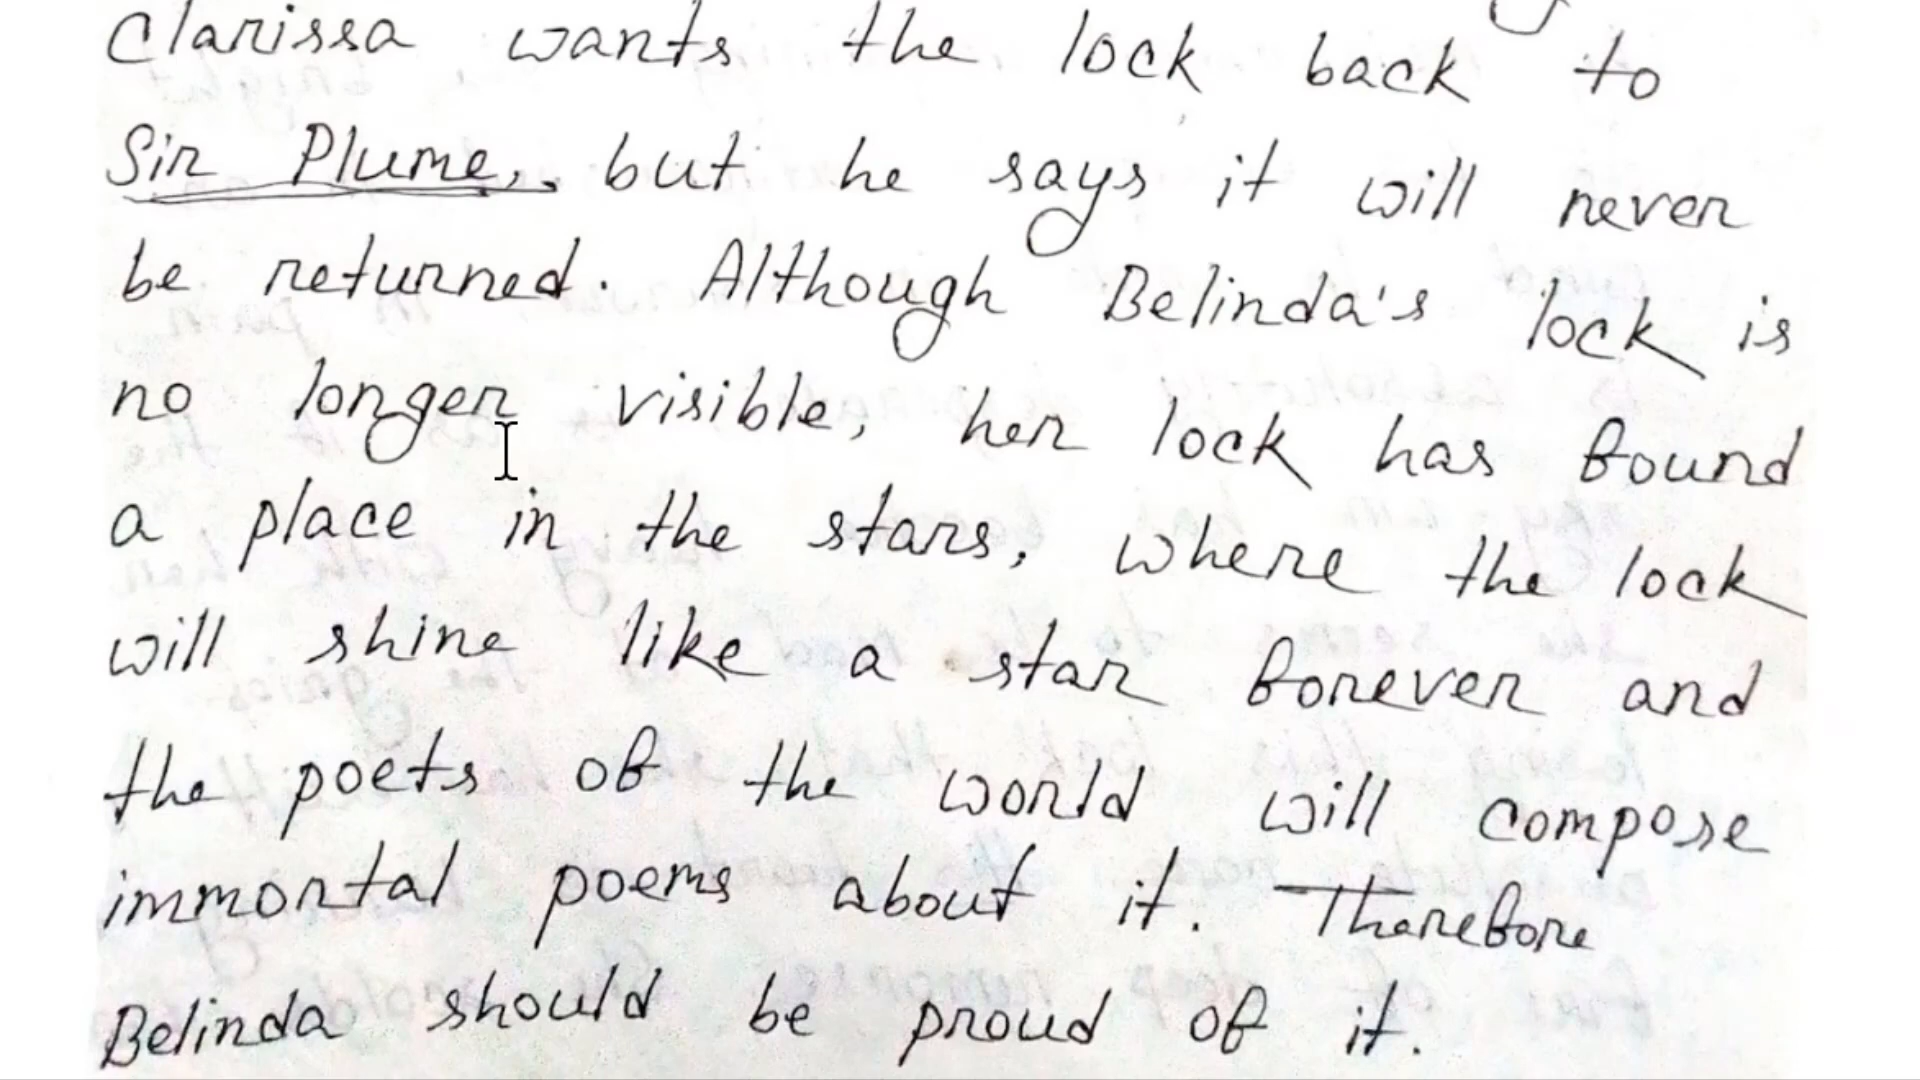 Clarissa wants the lock back to
Sir Plume, but he says it will never
be returned. Although Belinda's lock is
no longer visible, her lock has found
a place in the stars, where the lock
will shine like a star forever and
the poets of the world will compose
immortal poems about it. Therefore
Belinda should be proud of it.